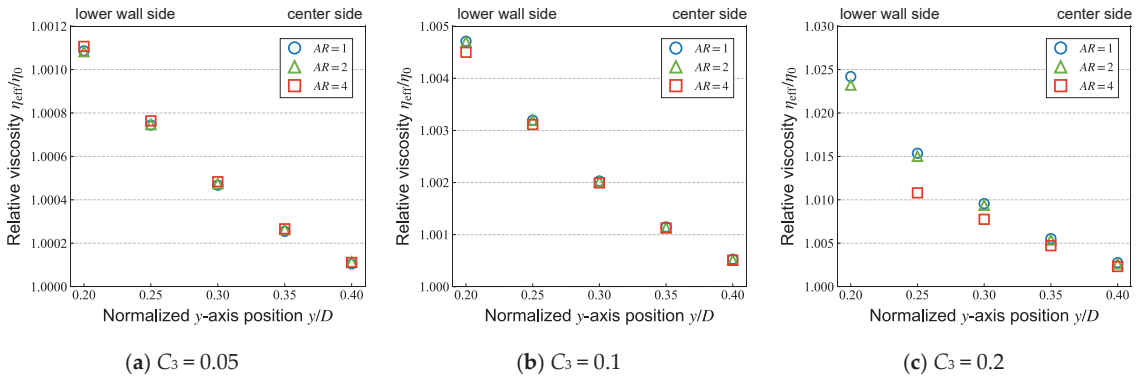 lower wall side center side
1.0012
1.0010
1.0008
1.0006
1.0004
1.0002
1.0000
Relative viscosity ηeff/η0
AR = 1
AR = 2
AR = 4
0.20 0.25 0.30 0.35 0.40
Normalized y-axis position y/D
(a) C3 = 0.05
lower wall side center side
1.005
1.004
1.003
1.002
1.001
1.000
Relative viscosity ηeff/η0
AR = 1
AR = 2
AR = 4
0.20 0.25 0.30 0.35 0.40
Normalized y-axis position y/D
(b) C3 = 0.1
lower wall side center side
1.030
1.025
1.020
1.015
1.010
1.005
1.000
Relative viscosity ηeff/η0
AR = 1
AR = 2
AR = 4
0.20 0.25 0.30 0.35 0.40
Normalized y-axis position y/D
(c) C3 = 0.2